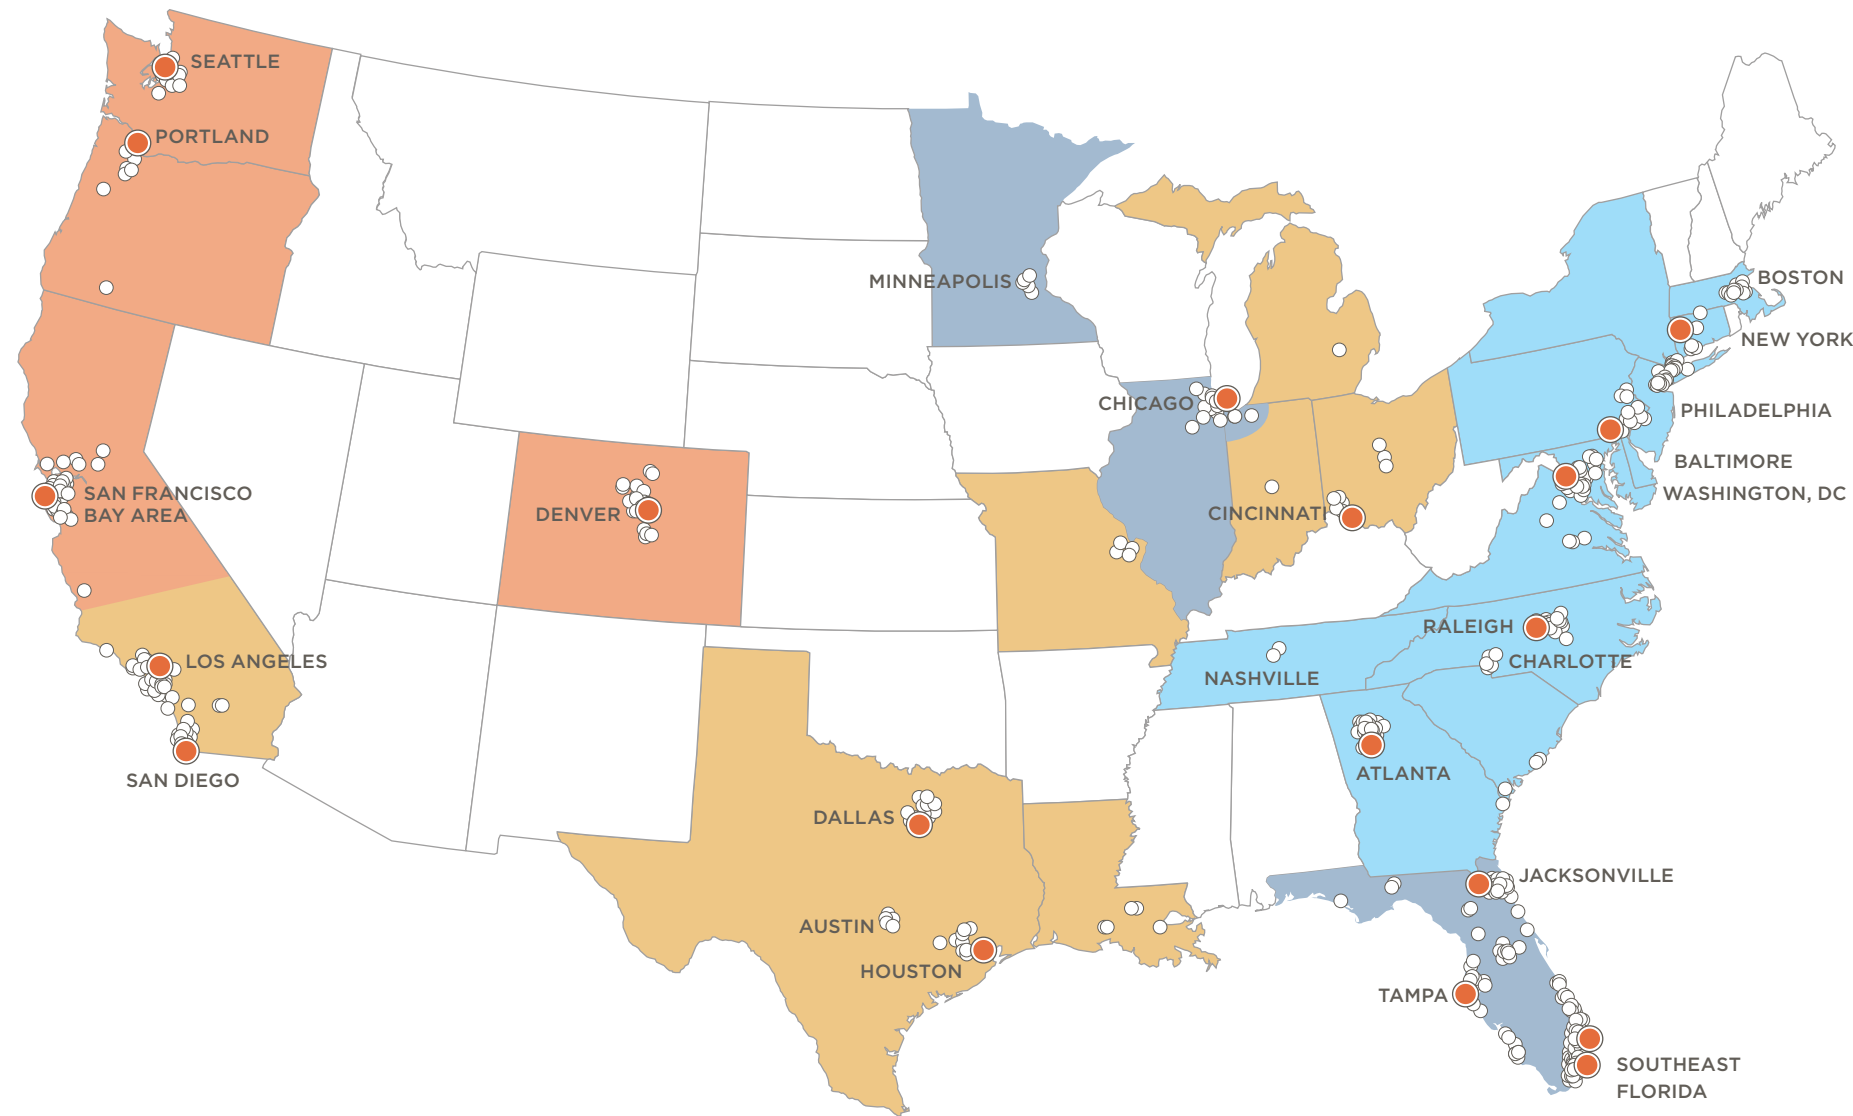 SEATTLE
PORTLAND
MINNEAPOLIS
BOSTON
NEW YORK
CHICAGO
PHILADELPHIA
BALTIMORE
WASHINGTON, DC
SAN FRANCISCO
BAY AREA
DENVER
CINCINNATI
RALEIGH
CHARLOTTE
LOS ANGELES
NASHVILLE
SAN DIEGO
ATLANTA
DALLAS
JACKSONVILLE
AUSTIN
HOUSTON
TAMPA
SOUTHEAST
FLORIDA